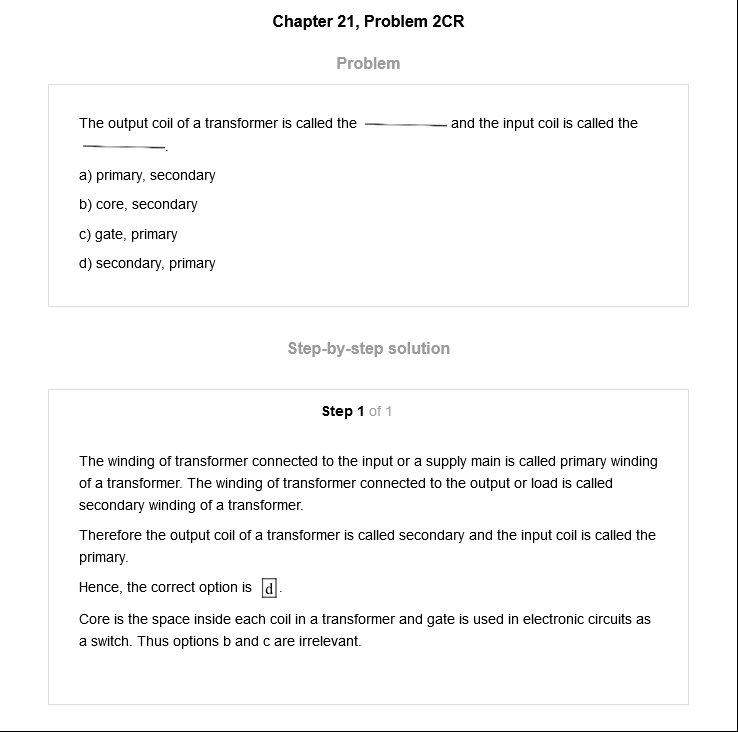 Chapter 21, Problem 2CR
Problem
The output coil of a transformer is called the __________ and the input coil is called the
__________.
a) primary, secondary
b) core, secondary
c) gate, primary
d) secondary, primary
Step-by-step solution
Step 1 of 1
The winding of transformer connected to the input or a supply main is called primary winding
of a transformer. The winding of transformer connected to the output or load is called
secondary winding of a transformer.
Therefore the output coil of a transformer is called secondary and the input coil is called the
primary.
Hence, the correct option is d.
Core is the space inside each coil in a transformer and gate is used in electronic circuits as
a switch. Thus options b and c are irrelevant.